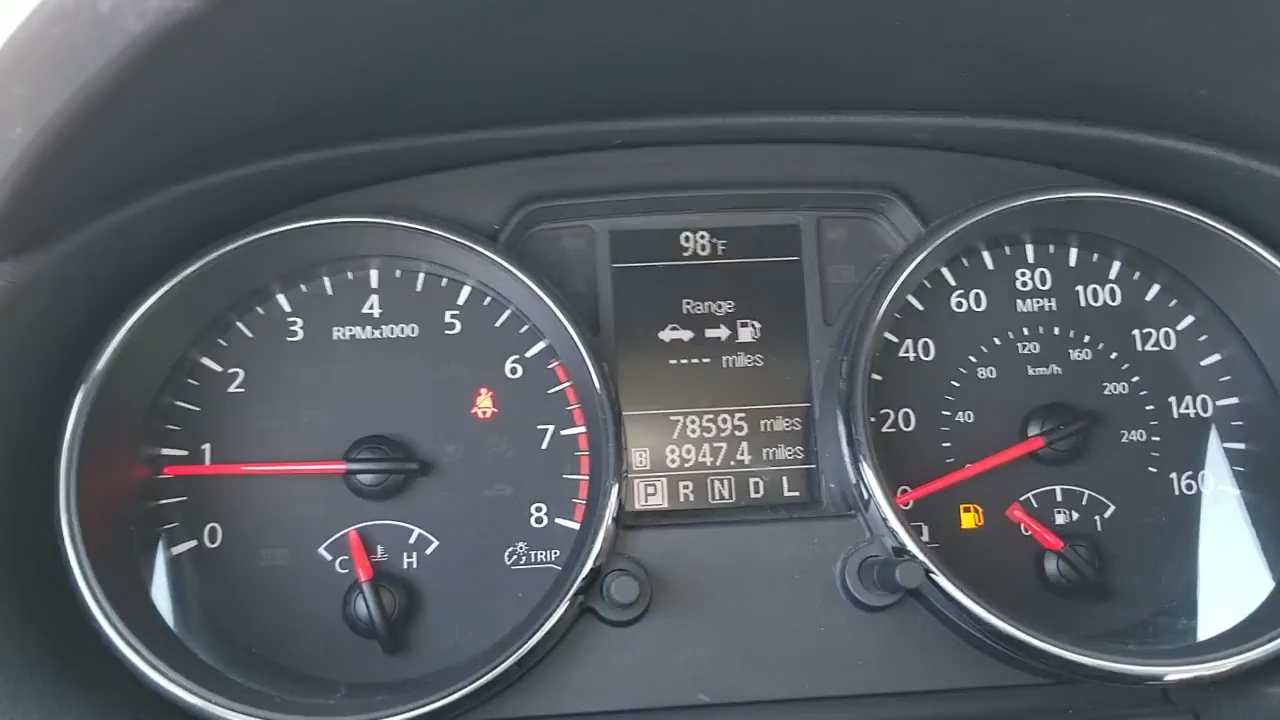 98°F
Range
---- miles
78595 miles
B 8947.4 miles
P R N D L
0
1
2
3
4
5
6
7
8
RPMx1000
C H
TRIP
0
20
40
60
80
100
120
140
160
MPH
40
80
120
160
200
240
km/h
0 1